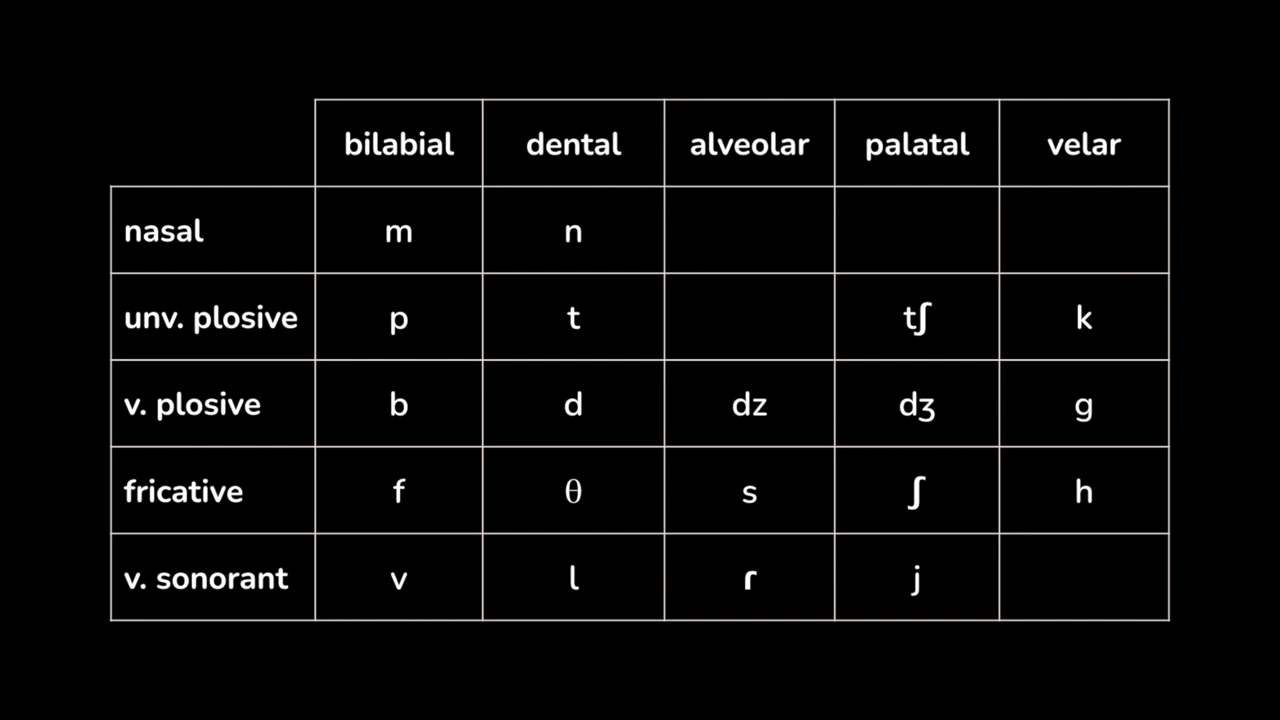 bilabial dental alveolar palatal velar
nasal m n
unv. plosive p t tʃ k
v. plosive b d dz dʒ g
fricative f θ s ʃ h
v. sonorant v l ɾ j